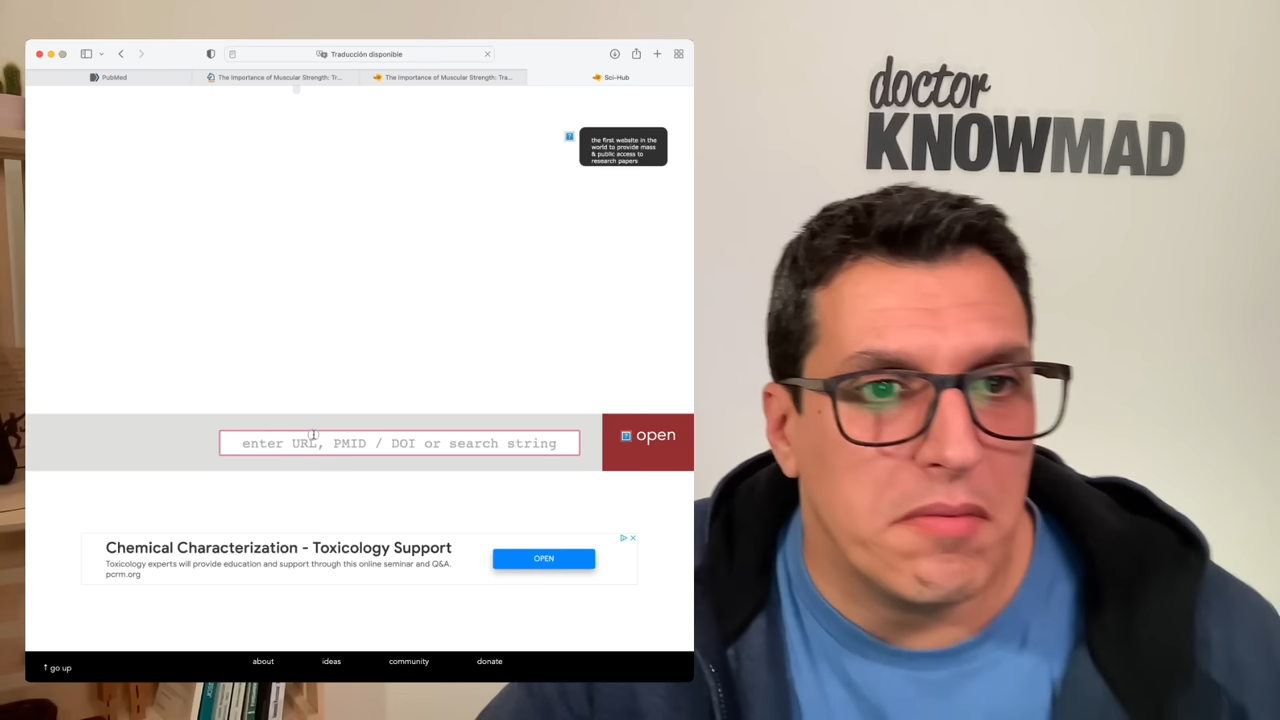 Traducción disponible
PubMed
The Importance of Muscular Strength: Tr...
The Importance of Muscular Strength: Tra...
Sci-Hub
the first website in the
world to provide mass
& public access to
research papers
enter URL, PMID / DOI or search string
open
Chemical Characterization - Toxicology Support
Toxicology experts will provide education and support through this online seminar and Q&A.
pcrm.org
OPEN
↑ go up
about
ideas
community
donate
doctor
KNOWMAD